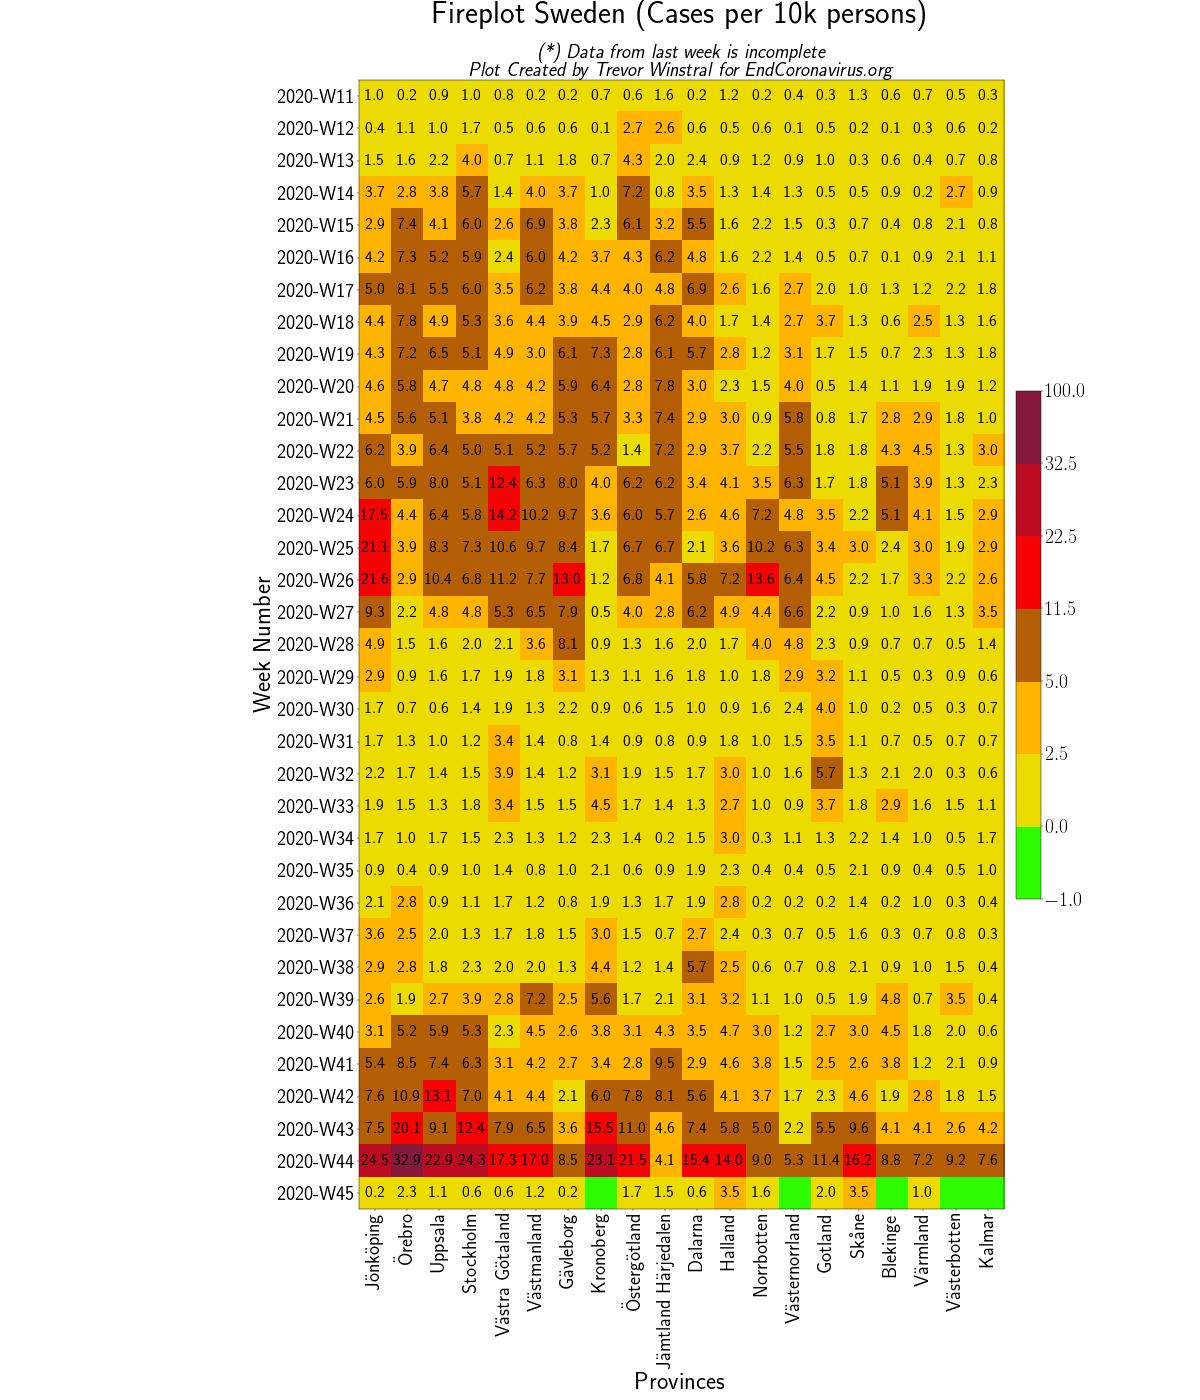 Fireplot Sweden (Cases per 10k persons)
(*) Data from last week is incomplete
Plot Created by Trevor Winstral for EndCoronavirus.org
2020-W11 1.0 0.2 0.9 1.0 0.8 0.2 0.2 0.7 0.6 1.6 0.2 1.2 0.2 0.4 0.3 1.3 0.6 0.7 0.5 0.3
2020-W12 0.4 1.1 1.0 1.7 0.5 0.6 0.6 0.1 2.7 2.6 0.6 0.5 0.6 0.1 0.5 0.2 0.1 0.3 0.6 0.2
2020-W13 1.5 1.6 2.2 4.0 0.7 1.1 1.8 0.7 4.3 2.0 2.4 0.9 1.2 0.9 1.0 0.3 0.6 0.4 0.7 0.8
2020-W14 3.7 2.8 3.8 5.7 1.4 4.0 3.7 1.0 7.2 0.8 3.5 1.3 1.4 1.3 0.5 0.5 0.9 0.2 2.7 0.9
2020-W15 2.9 7.4 4.1 6.0 2.6 6.9 3.8 2.3 6.1 3.2 5.5 1.6 2.2 1.5 0.3 0.7 0.4 0.8 2.1 0.8
2020-W16 4.2 7.3 5.2 5.9 2.4 6.0 4.2 3.7 4.3 6.2 4.8 1.6 2.2 1.4 0.5 0.7 0.1 0.9 2.1 1.1
2020-W17 5.0 8.1 5.5 6.0 3.5 6.2 3.8 4.4 4.0 4.8 6.9 2.6 1.6 2.7 2.0 1.0 1.3 1.2 2.2 1.8
2020-W18 4.4 7.8 4.9 5.3 3.6 4.4 3.9 4.5 2.9 6.2 4.0 1.7 1.4 2.7 3.7 1.3 0.6 2.5 1.3 1.6
2020-W19 4.3 7.2 6.5 5.1 4.9 3.0 6.1 7.3 2.8 6.1 5.7 2.8 1.2 3.1 1.7 1.5 0.7 2.3 1.3 1.8
2020-W20 4.6 5.8 4.7 4.8 4.8 4.2 5.9 6.4 2.8 7.8 3.0 2.3 1.5 4.0 0.5 1.4 1.1 1.9 1.9 1.2
2020-W21 4.5 5.6 5.1 3.8 4.2 4.2 5.3 5.7 3.3 7.4 2.9 3.0 0.9 5.8 0.8 1.7 2.8 2.9 1.8 1.0
2020-W22 6.2 3.9 6.4 5.0 5.1 5.2 5.7 5.2 1.4 7.2 2.9 3.7 2.2 5.5 1.8 1.8 4.3 4.5 1.3 3.0
2020-W23 6.0 5.9 8.0 5.1 12.4 6.3 8.0 4.0 6.2 6.2 3.4 4.1 3.5 6.3 1.7 1.8 5.1 3.9 1.3 2.3
2020-W24 17.5 4.4 6.4 5.8 14.2 10.2 9.7 3.6 6.0 5.7 2.6 4.6 7.2 4.8 3.5 2.2 5.1 4.1 1.5 2.9
2020-W25 21.1 3.9 8.3 7.3 10.6 9.7 8.4 1.7 6.7 6.7 2.1 3.6 10.2 6.3 3.4 3.0 2.4 3.0 1.9 2.9
2020-W26 21.6 2.9 10.4 6.8 11.2 7.7 13.0 1.2 6.8 4.1 5.8 7.2 13.6 6.4 4.5 2.2 1.7 3.3 2.2 2.6
2020-W27 9.3 2.2 4.8 4.8 5.3 6.5 7.9 0.5 4.0 2.8 6.2 4.9 4.4 6.6 2.2 0.9 1.0 1.6 1.3 3.5
2020-W28 4.9 1.5 1.6 2.0 2.1 3.6 8.1 0.9 1.3 1.6 2.0 1.7 4.0 4.8 2.3 0.9 0.7 0.7 0.5 1.4
2020-W29 2.9 0.9 1.6 1.7 1.9 1.8 3.1 1.3 1.1 1.6 1.8 1.0 1.8 2.9 3.2 1.1 0.5 0.3 0.9 0.6
2020-W30 1.7 0.7 0.6 1.4 1.9 1.3 2.2 0.9 0.6 1.5 1.0 0.9 1.6 2.4 4.0 1.0 0.2 0.5 0.3 0.7
2020-W31 1.7 1.3 1.0 1.2 3.4 1.4 0.8 1.4 0.9 0.8 0.9 1.8 1.0 1.5 3.5 1.1 0.7 0.5 0.7 0.7
2020-W32 2.2 1.7 1.4 1.5 3.9 1.4 1.2 3.1 1.9 1.5 1.7 3.0 1.0 1.6 5.7 1.3 2.1 2.0 0.3 0.6
2020-W33 1.9 1.5 1.3 1.8 3.4 1.5 1.5 4.5 1.7 1.4 1.3 2.7 1.0 0.9 3.7 1.8 2.9 1.6 1.5 1.1
2020-W34 1.7 1.0 1.7 1.5 2.3 1.3 1.2 2.3 1.4 0.2 1.5 3.0 0.3 1.1 1.3 2.2 1.4 1.0 0.5 1.7
2020-W35 0.9 0.4 0.9 1.0 1.4 0.8 1.0 2.1 0.6 0.9 1.9 2.3 0.4 0.4 0.5 2.1 0.9 0.4 0.5 1.0
2020-W36 2.1 2.8 0.9 1.1 1.7 1.2 0.8 1.9 1.3 1.7 1.9 2.8 0.2 0.2 0.2 1.4 0.2 1.0 0.3 0.4
2020-W37 3.6 2.5 2.0 1.3 1.7 1.8 1.5 3.0 1.5 0.7 2.7 2.4 0.3 0.7 0.5 1.6 0.3 0.7 0.8 0.3
2020-W38 2.9 2.8 1.8 2.3 2.0 2.0 1.3 4.4 1.2 1.4 5.7 2.5 0.6 0.7 0.8 2.1 0.9 1.0 1.5 0.4
2020-W39 2.6 1.9 2.7 3.9 2.8 7.2 2.5 5.6 1.7 2.1 3.1 3.2 1.1 1.0 0.5 1.9 4.8 0.7 3.5 0.4
2020-W40 3.1 5.2 5.9 5.3 2.3 4.5 2.6 3.8 3.1 4.3 3.5 4.7 3.0 1.2 2.7 3.0 4.5 1.8 2.0 0.6
2020-W41 5.4 8.5 7.4 6.3 3.1 4.2 2.7 3.4 2.8 9.5 2.9 4.6 3.8 1.5 2.5 2.6 3.8 1.2 2.1 0.9
2020-W42 7.6 10.9 13.1 7.0 4.1 4.4 2.1 6.0 7.8 8.1 5.6 4.1 3.7 1.7 2.3 4.6 1.9 2.8 1.8 1.5
2020-W43 7.5 20.1 9.1 12.4 7.9 6.5 3.6 15.5 11.0 4.6 7.4 5.8 5.0 2.2 5.5 9.6 4.1 4.1 2.6 4.2
2020-W44 24.5 32.9 22.9 24.3 17.3 17.0 8.5 23.1 21.5 4.1 15.4 14.0 9.0 5.3 11.4 16.2 8.8 7.2 9.2 7.6
2020-W45 0.2 2.3 1.1 0.6 0.6 1.2 0.2 1.7 1.5 0.6 3.5 1.6 2.0 3.5 1.0
Week Number
Jönköping
Örebro
Uppsala
Stockholm
Västra Götaland
Västmanland
Gävleborg
Kronoberg
Östergötland
Jämtland Härjedalen
Dalarna
Halland
Norrbotten
Västernorrland
Gotland
Skåne
Blekinge
Värmland
Västerbotten
Kalmar
Provinces
100.0
32.5
22.5
11.5
5.0
2.5
0.0
−1.0